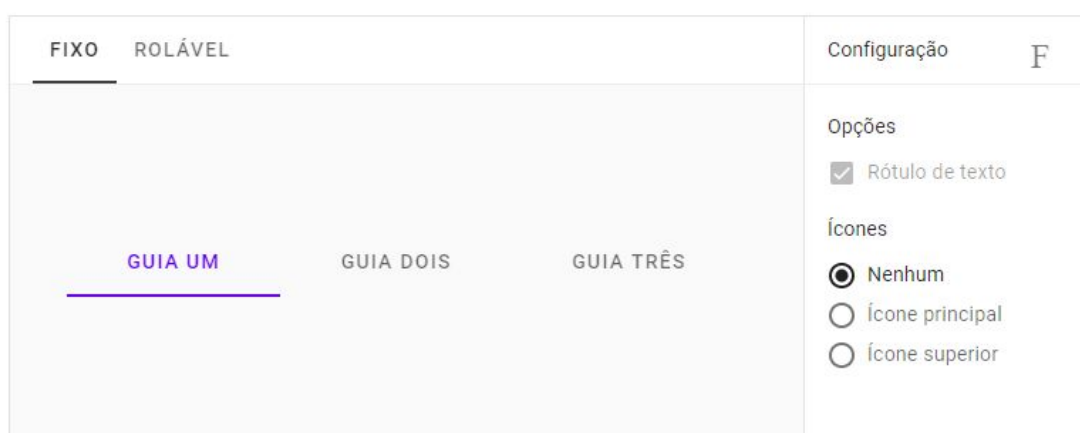 FIXO ROLÁVEL
Configuração F
Opções
Rótulo de texto
GUIA UM GUIA DOIS GUIA TRÊS
Ícones
Nenhum
Ícone principal
Ícone superior